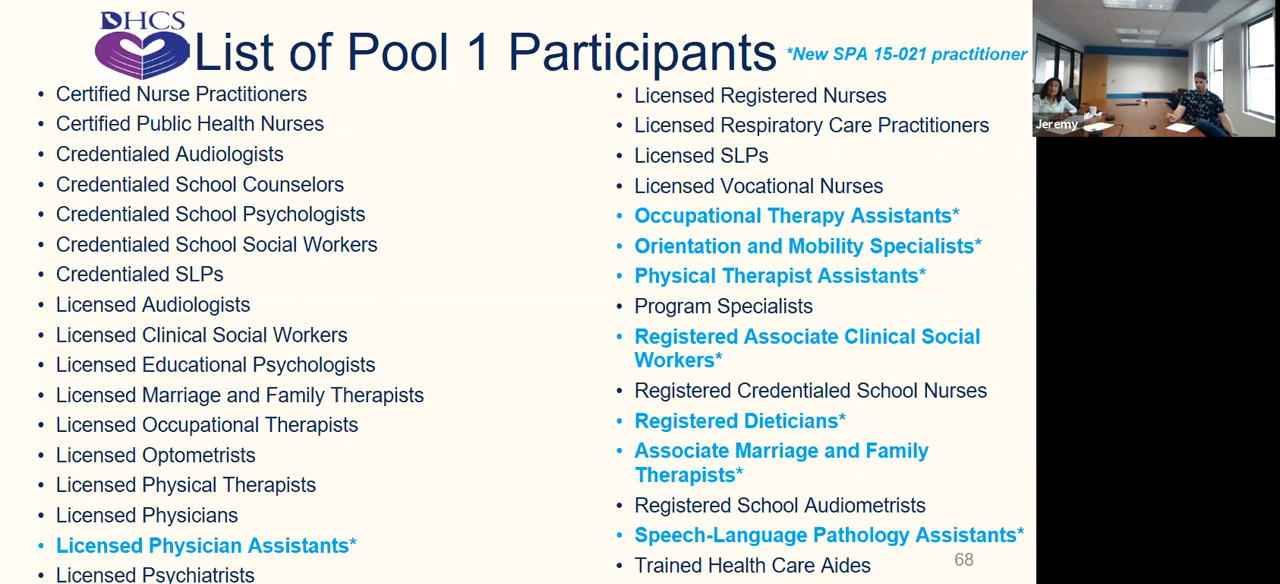 DHCS
List of Pool 1 Participants
*New SPA 15-021 practitioner
• Certified Nurse Practitioners
• Certified Public Health Nurses
• Credentialed Audiologists
• Credentialed School Counselors
• Credentialed School Psychologists
• Credentialed School Social Workers
• Credentialed SLPs
• Licensed Audiologists
• Licensed Clinical Social Workers
• Licensed Educational Psychologists
• Licensed Marriage and Family Therapists
• Licensed Occupational Therapists
• Licensed Optometrists
• Licensed Physical Therapists
• Licensed Physicians
• Licensed Physician Assistants*
• Licensed Psychiatrists
• Licensed Registered Nurses
• Licensed Respiratory Care Practitioners
• Licensed SLPs
• Licensed Vocational Nurses
• Occupational Therapy Assistants*
• Orientation and Mobility Specialists*
• Physical Therapist Assistants*
• Program Specialists
• Registered Associate Clinical Social
Workers*
• Registered Credentialed School Nurses
• Registered Dieticians*
• Associate Marriage and Family
Therapists*
• Registered School Audiometrists
• Speech-Language Pathology Assistants*
• Trained Health Care Aides
68
Jeremy